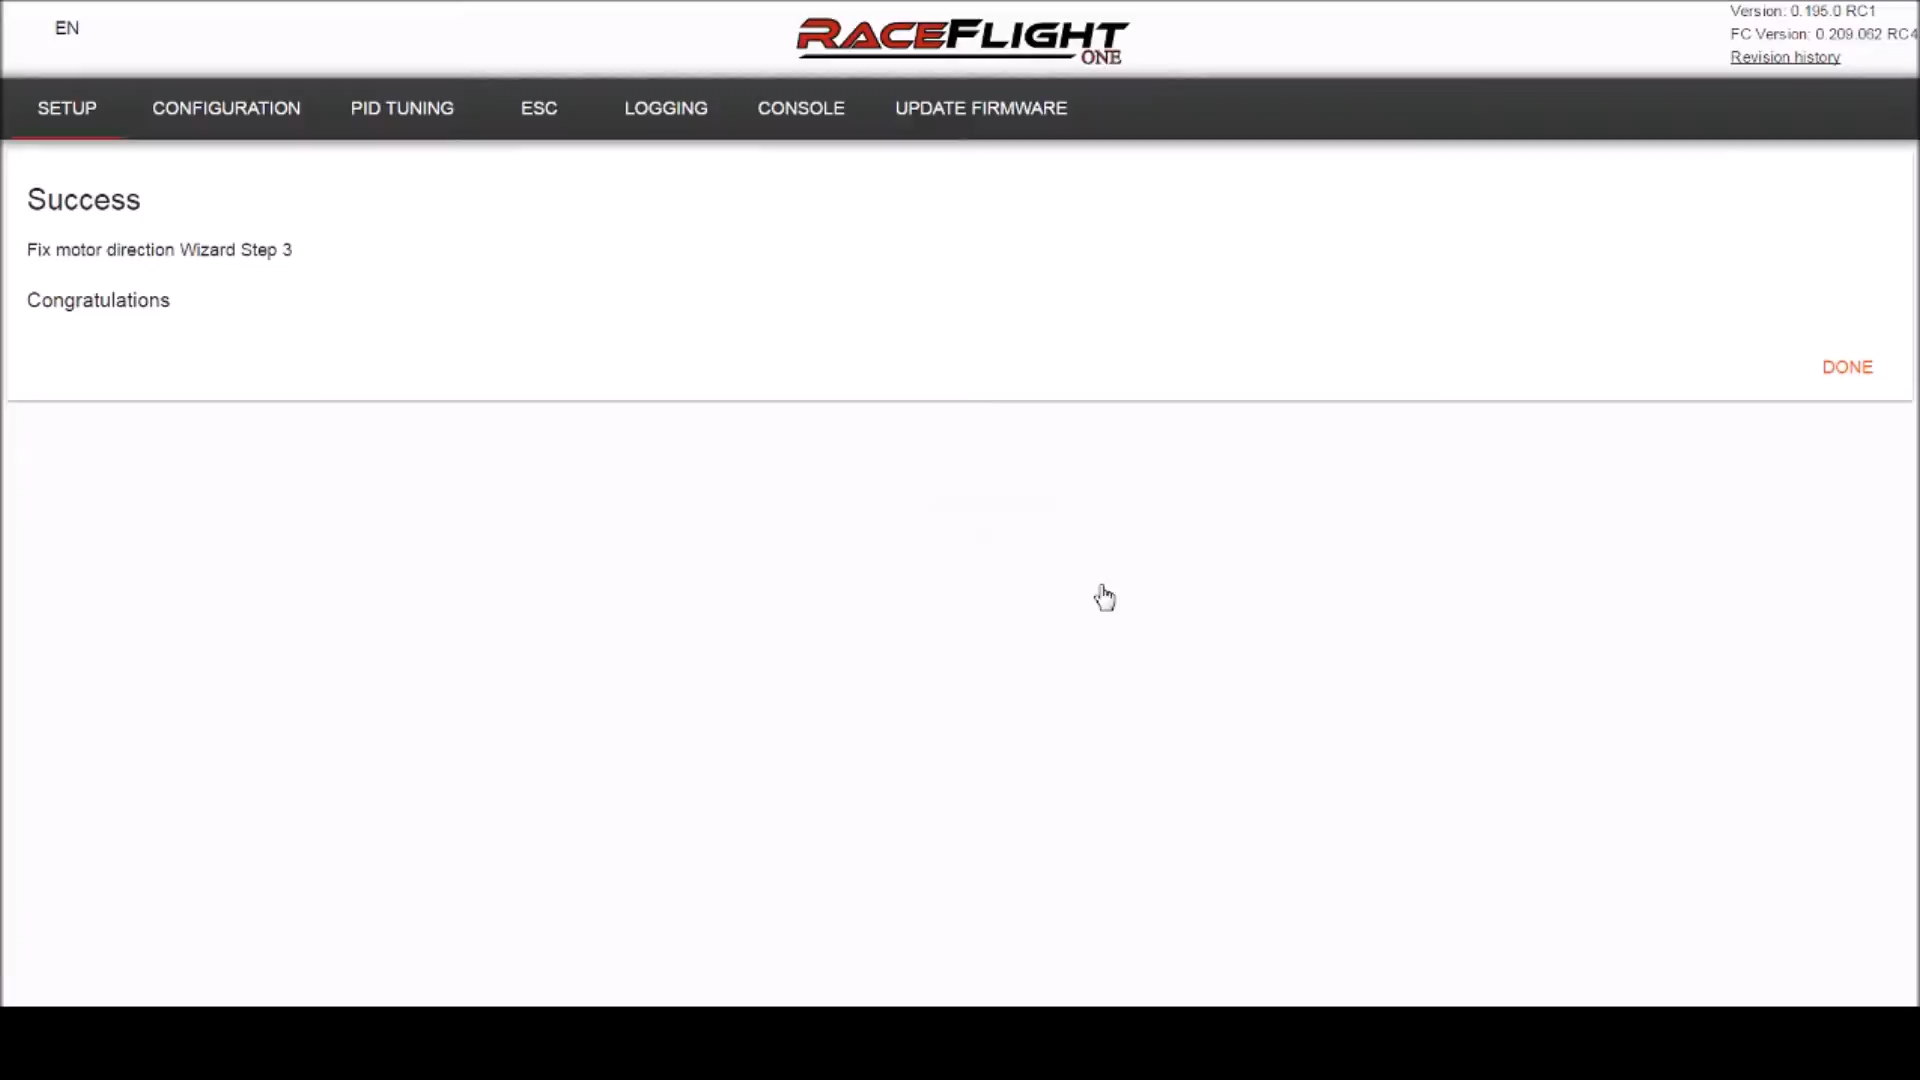 EN
RACEFLIGHT
ONE
Version: 0.195.0 RC1
FC Version: 0.209.062 RC4
Revision history
SETUP CONFIGURATION PID TUNING ESC LOGGING CONSOLE UPDATE FIRMWARE
Success
Fix motor direction Wizard Step 3
Congratulations
DONE